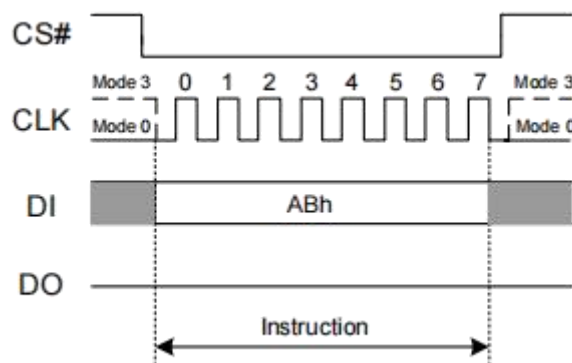 CS#
Mode 3 0 1 2 3 4 5 6 7 Mode 3
CLK
Mode 0 Mode 0
DI ABh
DO
Instruction